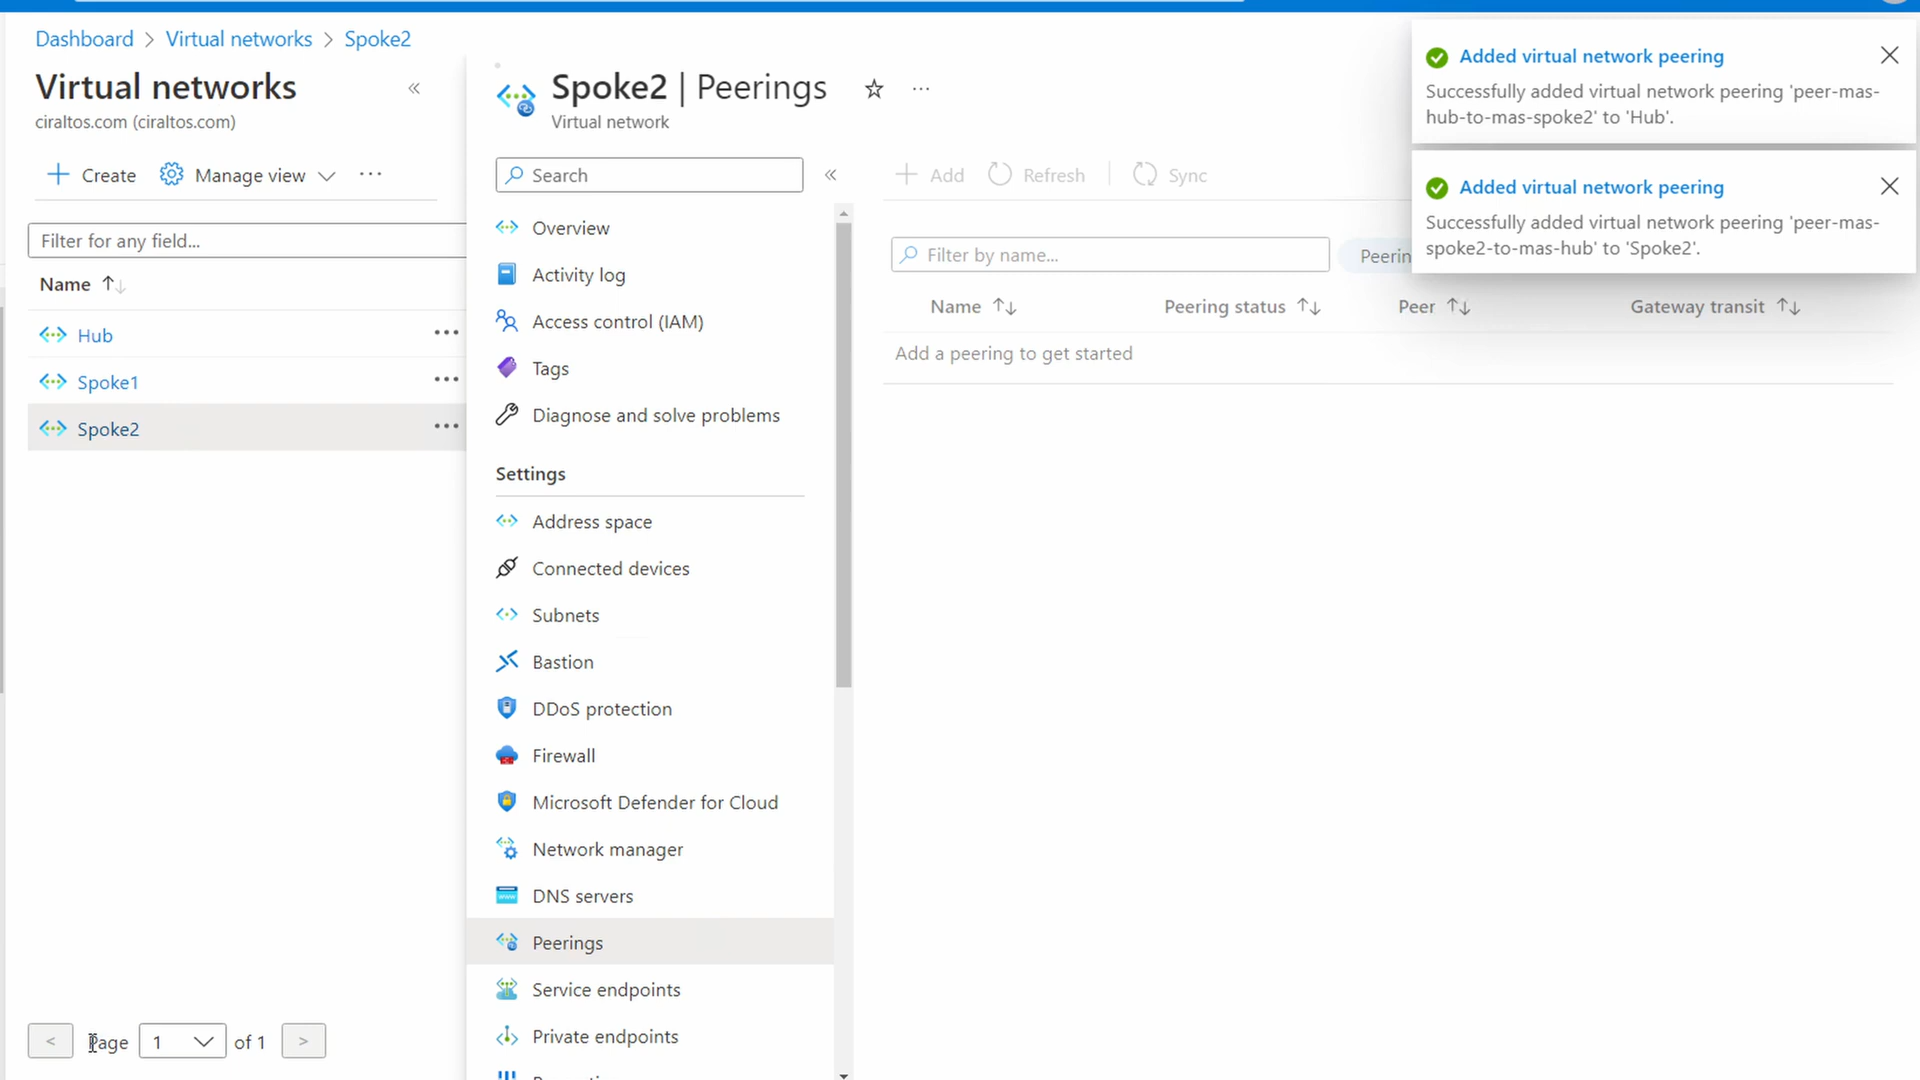 Dashboard > Virtual networks > Spoke2
Virtual networks
«
ciraltos.com (ciraltos.com)
+ Create
Manage view
...
Filter for any field...
Name ↑↓
Hub
...
Spoke1
...
Spoke2
...
< Page 1 of 1 >
Spoke2 | Peerings
...
Virtual network
Search
«
Overview
Activity log
Access control (IAM)
Tags
Diagnose and solve problems
Settings
Address space
Connected devices
Subnets
Bastion
DDoS protection
Firewall
Microsoft Defender for Cloud
Network manager
DNS servers
Peerings
Service endpoints
Private endpoints
+ Add
Refresh
Sync
Filter by name...
Peerin
Name ↑↓ Peering status ↑↓ Peer ↑↓ Gateway transit ↑↓
Add a peering to get started
Added virtual network peering
Successfully added virtual network peering 'peer-mas-
hub-to-mas-spoke2' to 'Hub'.
Added virtual network peering
Successfully added virtual network peering 'peer-mas-
spoke2-to-mas-hub' to 'Spoke2'.